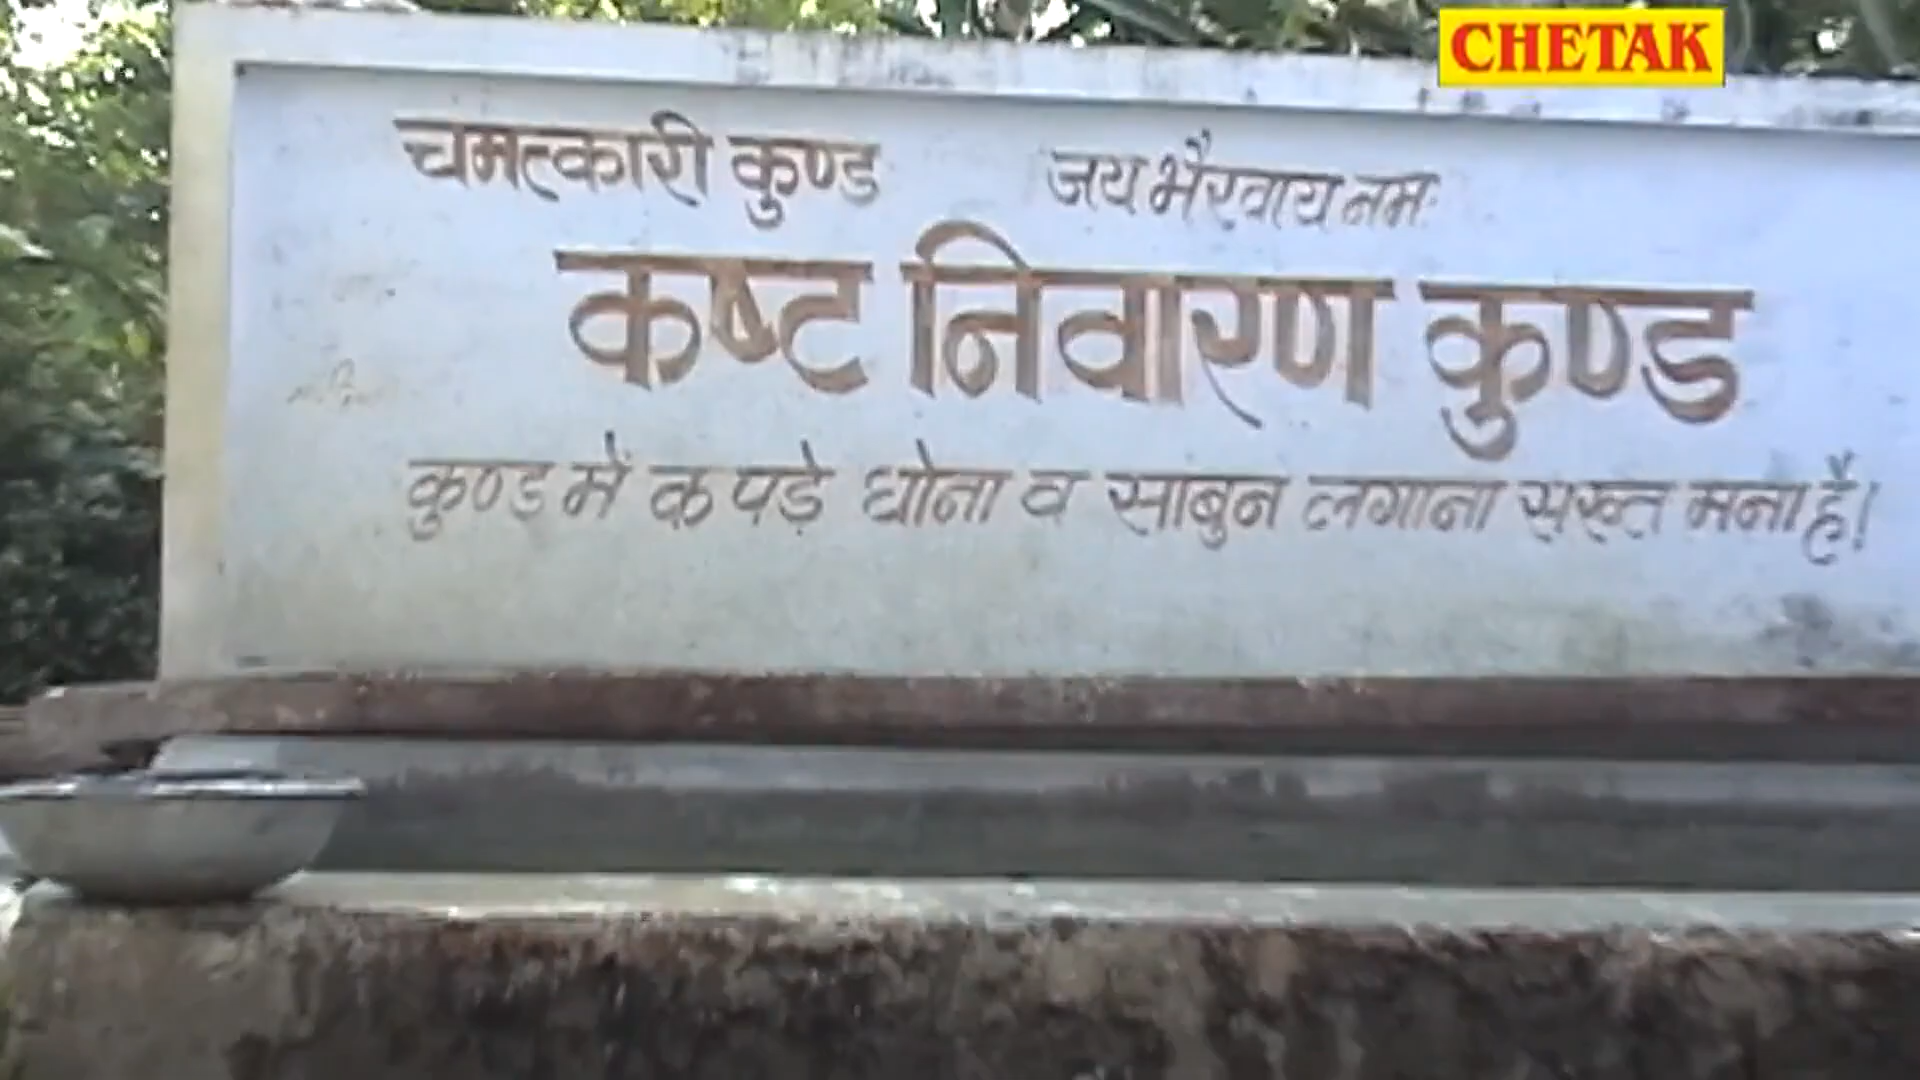 CHETAK
चमत्कारी कुण्ड जय भैरवाय नमः
कष्ट निवारण कुण्ड
कुण्ड में कपड़े धोना व साबुन लगाना सख्त मना है।